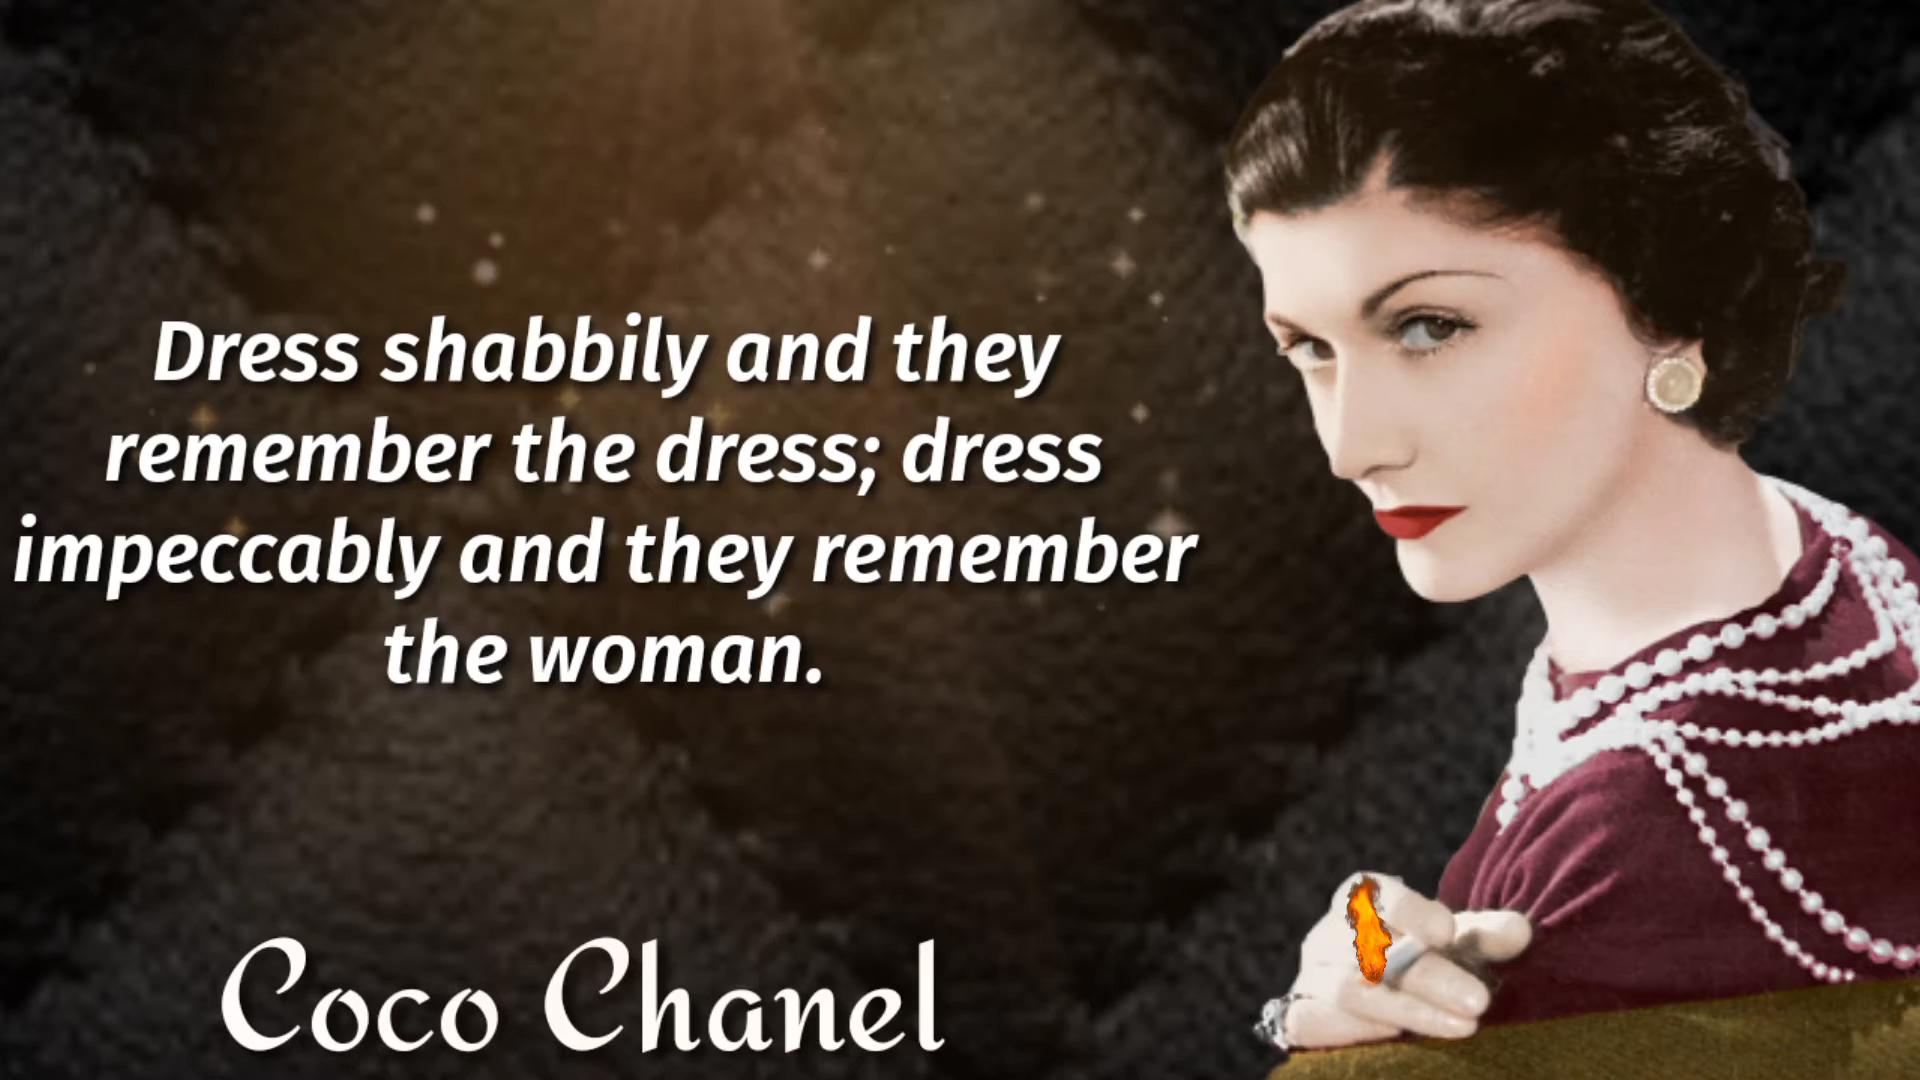 Dress shabbily and they
remember the dress; dress
impeccably and they remember
the woman.
Coco Chanel